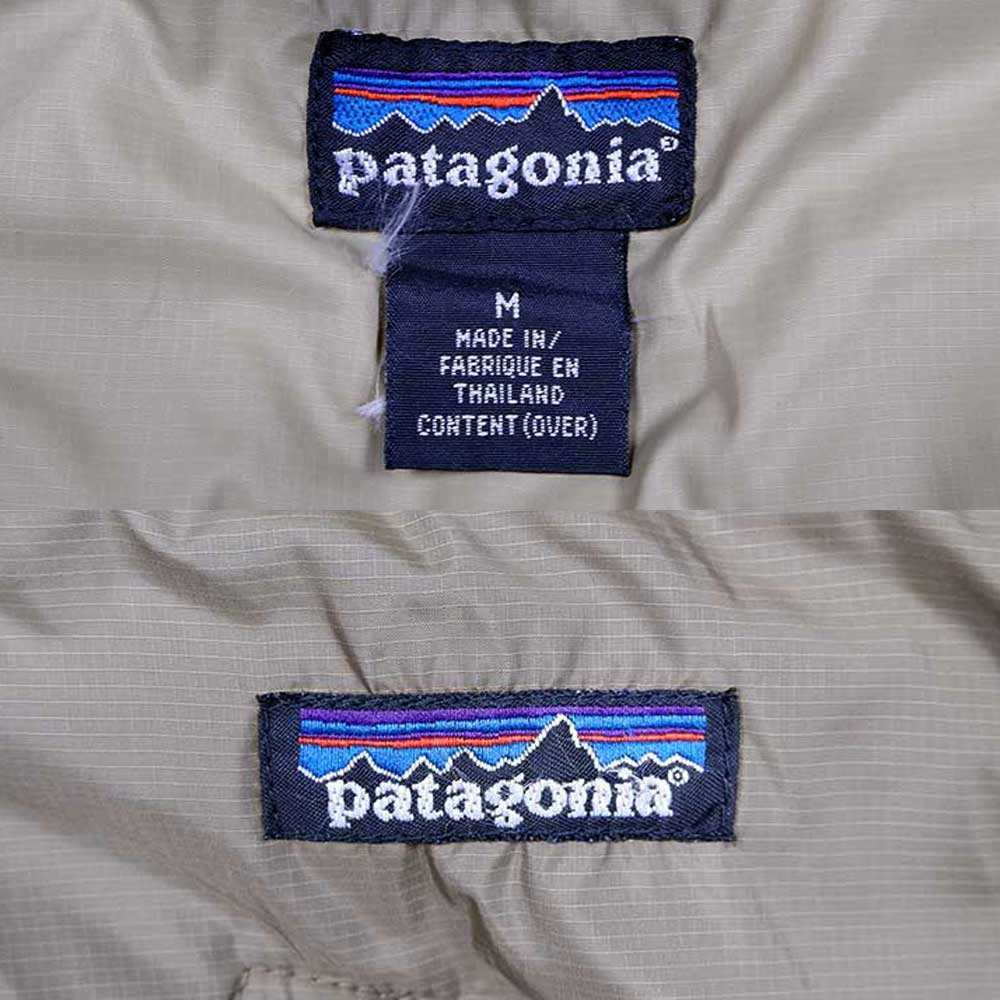 patagonia®
M
MADE IN/
FABRIQUE EN
THAILAND
CONTENT (OVER)
patagonia®